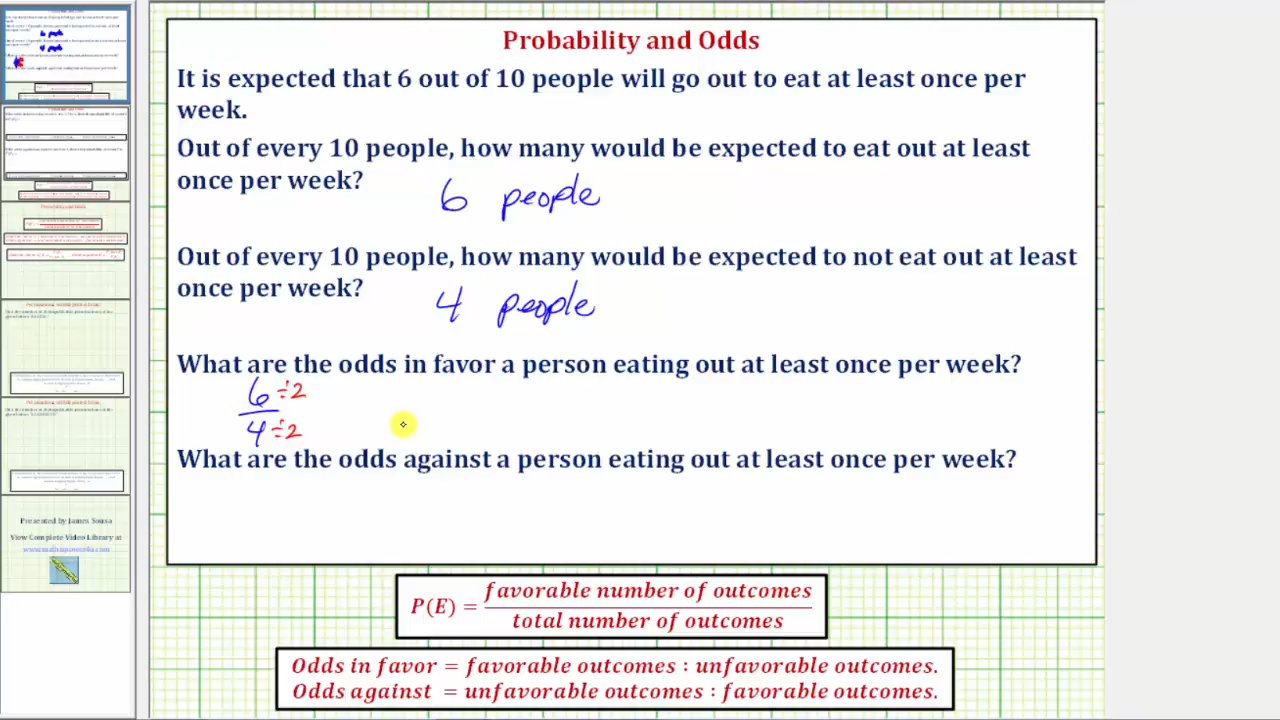 Probability and Odds
It is expected that 6 out of 10 people will go out to eat at least once per
week.
Out of every 10 people, how many would be expected to eat out at least
once per week?
6 people
Out of every 10 people, how many would be expected to not eat out at least
once per week?
4 people
What are the odds in favor a person eating out at least once per week?
6 ÷2
4 ÷2
What are the odds against a person eating out at least once per week?
P(E) = favorable number of outcomes
total number of outcomes
Odds in favor = favorable outcomes : unfavorable outcomes.
Odds against = unfavorable outcomes : favorable outcomes.
Presented by James Sousa
View Complete Video Library at
www.mathispower4u.com